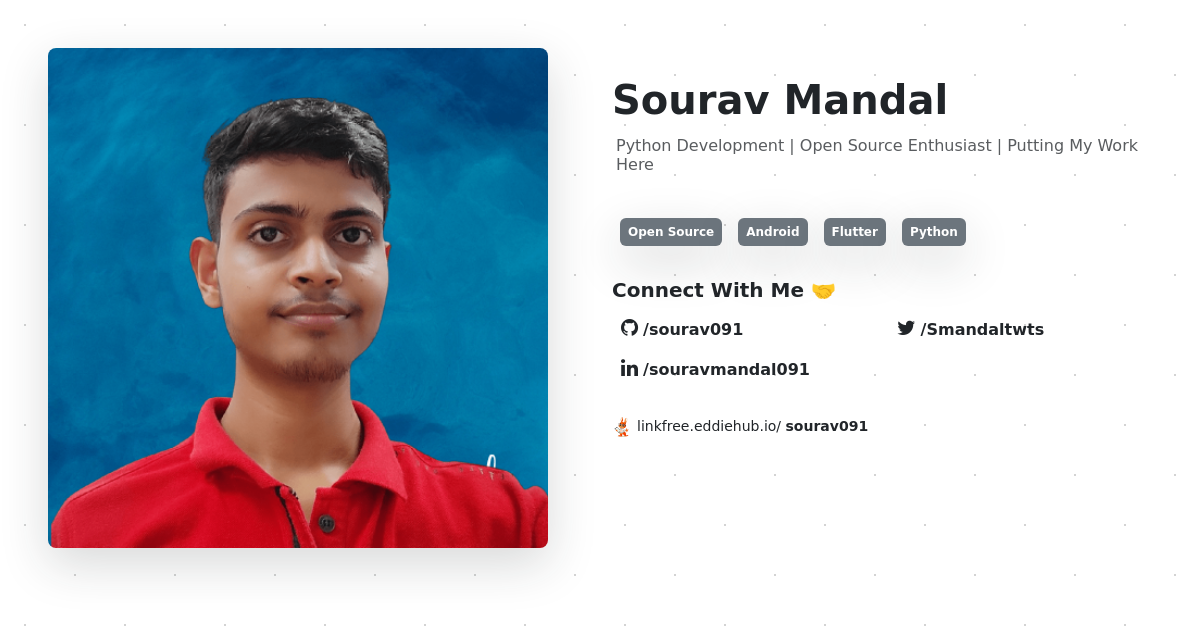 Sourav Mandal
Python Development | Open Source Enthusiast | Putting My Work
Here
Open Source Android Flutter Python
Connect With Me 🤝
/sourav091 /Smandaltwts
/souravmandal091
linkfree.eddiehub.io/ sourav091